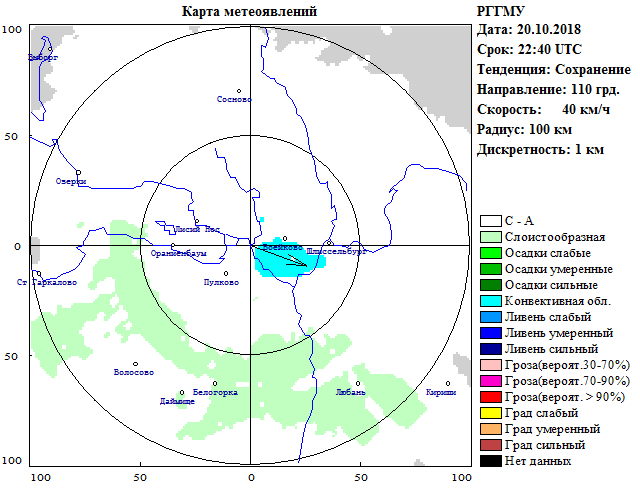 Карта метеоявлений
РГГМУ
Дата: 20.10.2018
Срок: 22:40 UTC
Тенденция: Сохранение
Направление: 110 грд.
Скорость: 40 км/ч
Радиус: 100 км
Дискретность: 1 км
100
50
0
50
100
50
0
50
100
Выборг
Сосново
Озерки
Лисий Нос
Ораниенбаум
Воейково
Шлиссельбург
Ст Гаркалово
Пулково
Волосово
Белогорка
Даймище
Любань
Кириши
С - А
Слоистообразная
Осадки слабые
Осадки умеренные
Осадки сильные
Конвективная обл.
Ливень слабый
Ливень умеренный
Ливень сильный
Гроза(вероят.30-70%)
Гроза(вероят.70-90%)
Гроза(вероят. > 90%)
Град слабый
Град умеренный
Град сильный
Нет данных